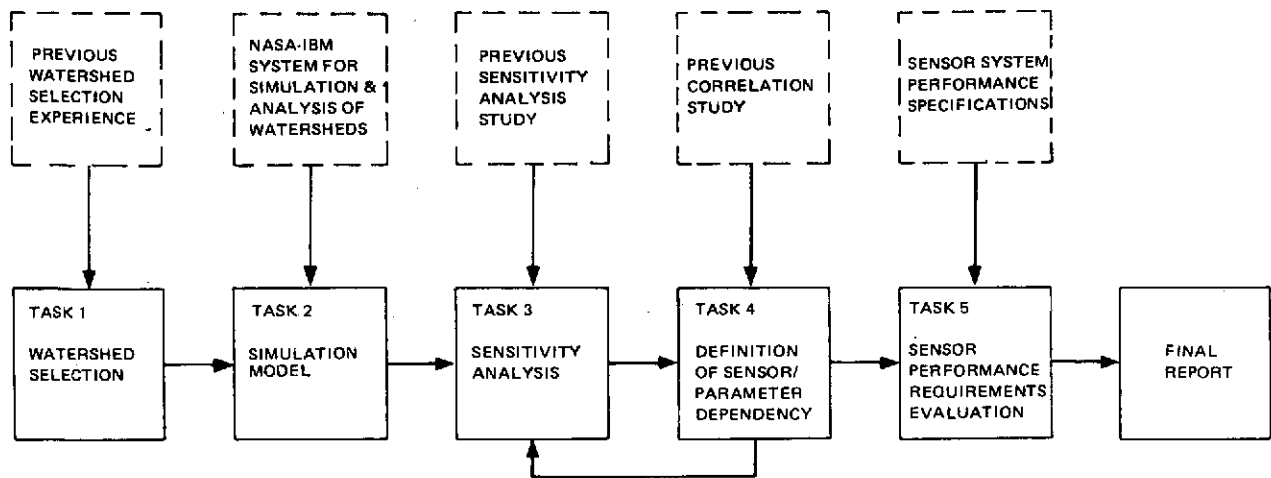 PREVIOUS
WATERSHED
SELECTION
EXPERIENCE
NASA-IBM
SYSTEM FOR
SIMULATION &
ANALYSIS OF
WATERSHEDS
PREVIOUS
SENSITIVITY
ANALYSIS
STUDY
PREVIOUS
CORRELATION
STUDY
SENSOR SYSTEM
PERFORMANCE
SPECIFICATIONS
TASK 1
WATERSHED
SELECTION
TASK 2
SIMULATION
MODEL
TASK 3
SENSITIVITY
ANALYSIS
TASK 4
DEFINITION
OF SENSOR/
PARAMETER
DEPENDENCY
TASK 5
SENSOR
PERFORMANCE
REQUIREMENTS
EVALUATION
FINAL
REPORT